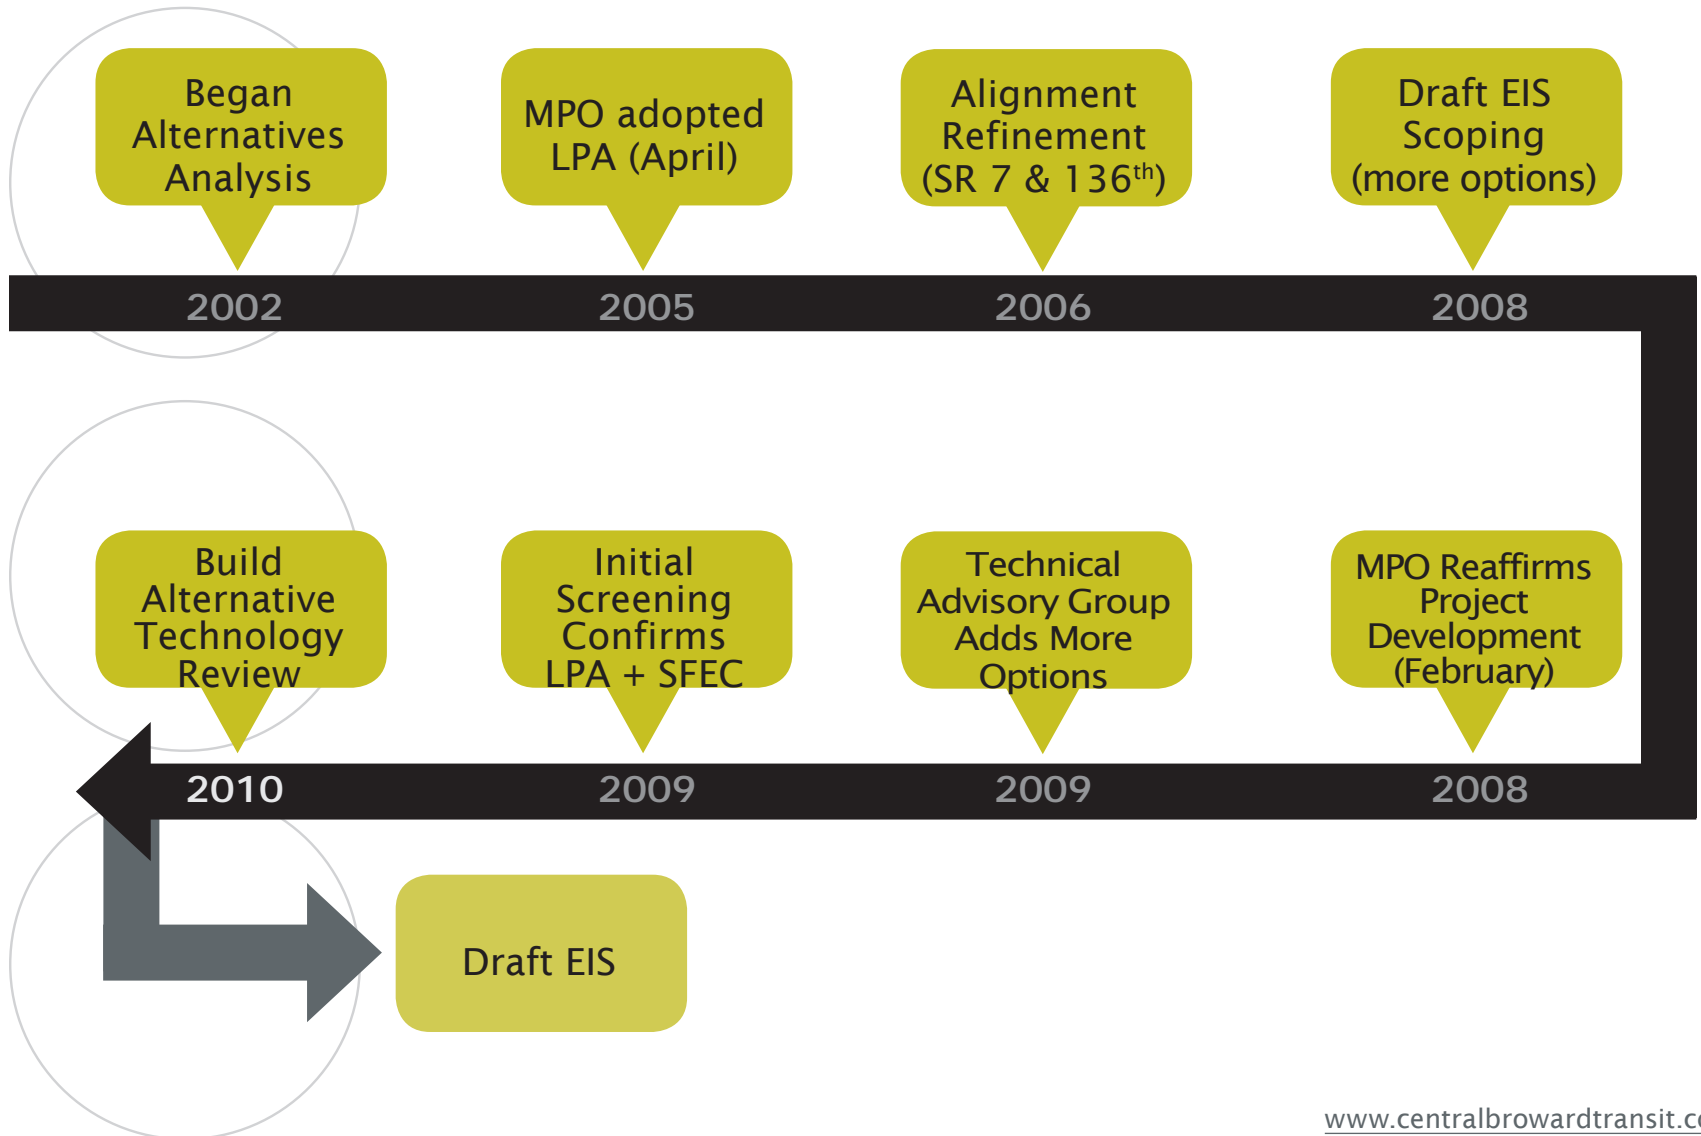 Began
Alternatives
Analysis
MPO adopted
LPA (April)
Alignment
Refinement
(SR 7 & 136th)
Draft EIS
Scoping
(more options)
2002
2005
2006
2008
Build
Alternative
Technology
Review
Initial
Screening
Confirms
LPA + SFEC
Technical
Advisory Group
Adds More
Options
MPO Reaffirms
Project
Development
(February)
2010
2009
2009
2008
Draft EIS
www.centralbrowardtransit.c